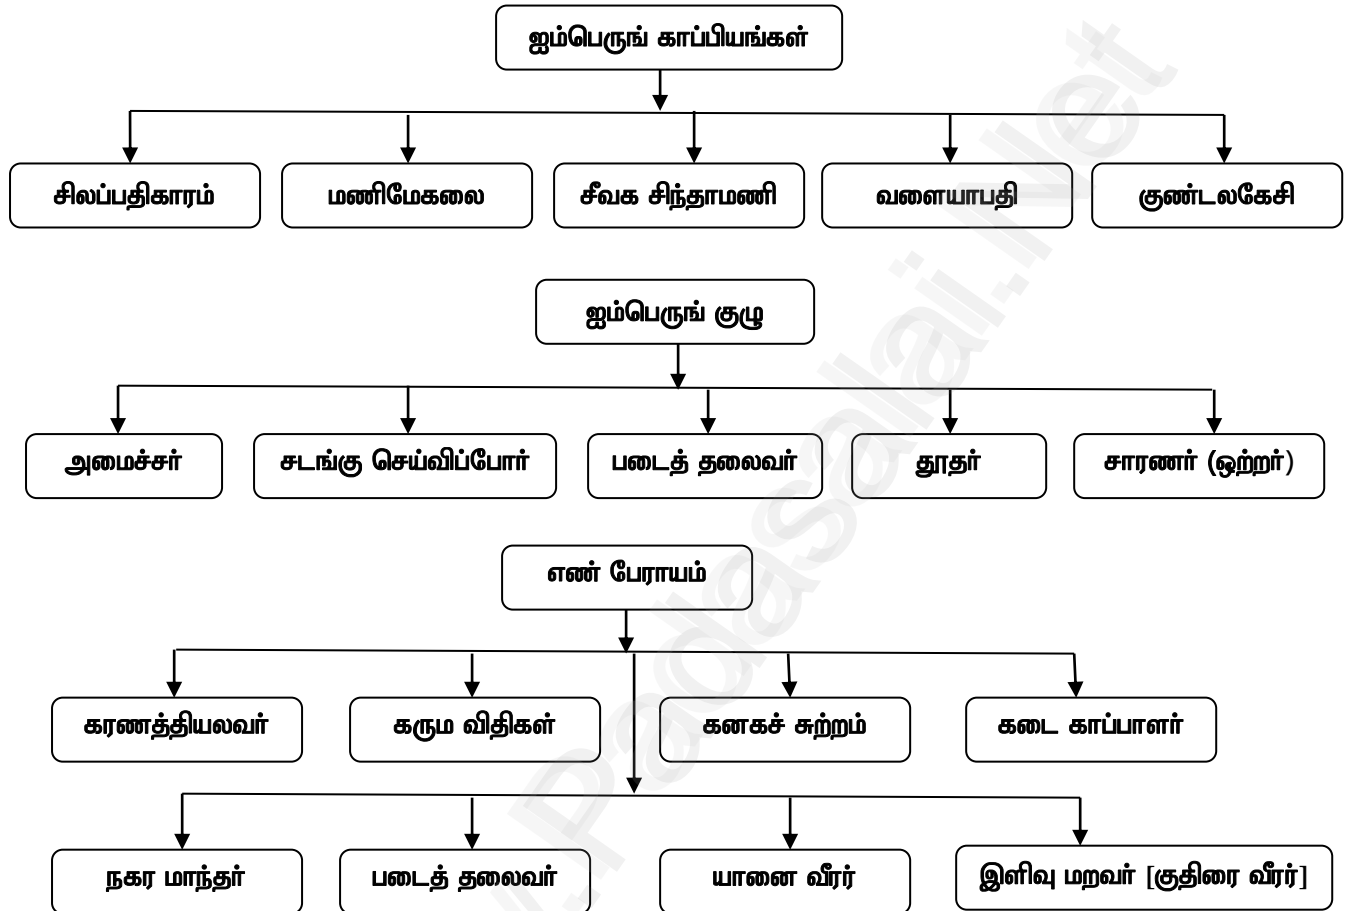 ஐம்பெருங் காப்பியங்கள்
சிலப்பதிகாரம் மணிமேகலை சீவக சிந்தாமணி வளையாபதி குண்டலகேசி
ஐம்பெருங் குழு
அமைச்சர் சடங்கு செய்விப்போர் படைத் தலைவர் தூதர் சாரணர் (ஒற்றர்)
எண் பேராயம்
கரணத்தியலவர் கரும விதிகள் கனகச் சுற்றம் கடை காப்பாளர்
நகர மாந்தர் படைத் தலைவர் யானை வீரர் இளிவு மறவர் [குதிரை வீரர்]
.Padasalai.Net